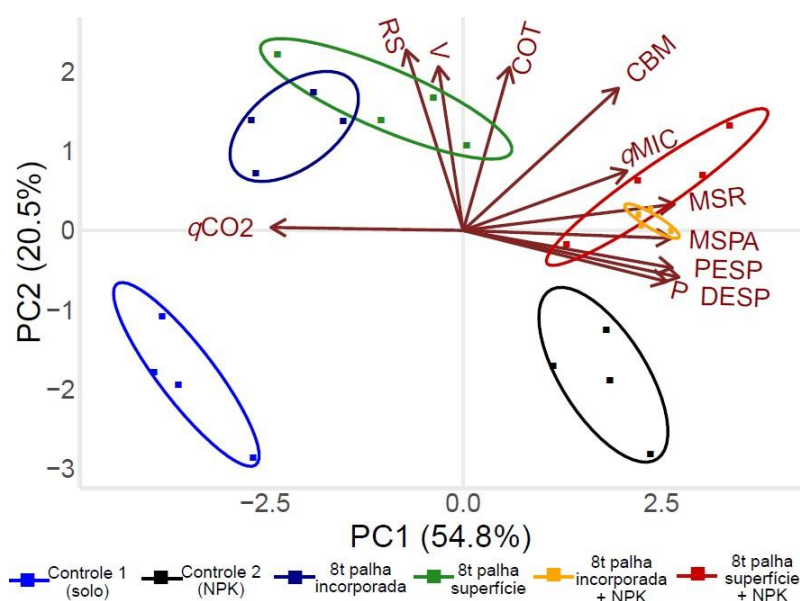 RS
V
COT
CBM
qMIC
MSR
MSPA
PESP
P DESP
qCO2
PC2 (20.5%)
2
1
0
−1
−2
−3
−2.5
0.0
2.5
PC1 (54.8%)
Controle 1
(solo)
Controle 2
(NPK)
8t palha
incorporada
8t palha
superfície
8t palha
incorporada
+ NPK
8t palha
superfície
+ NPK